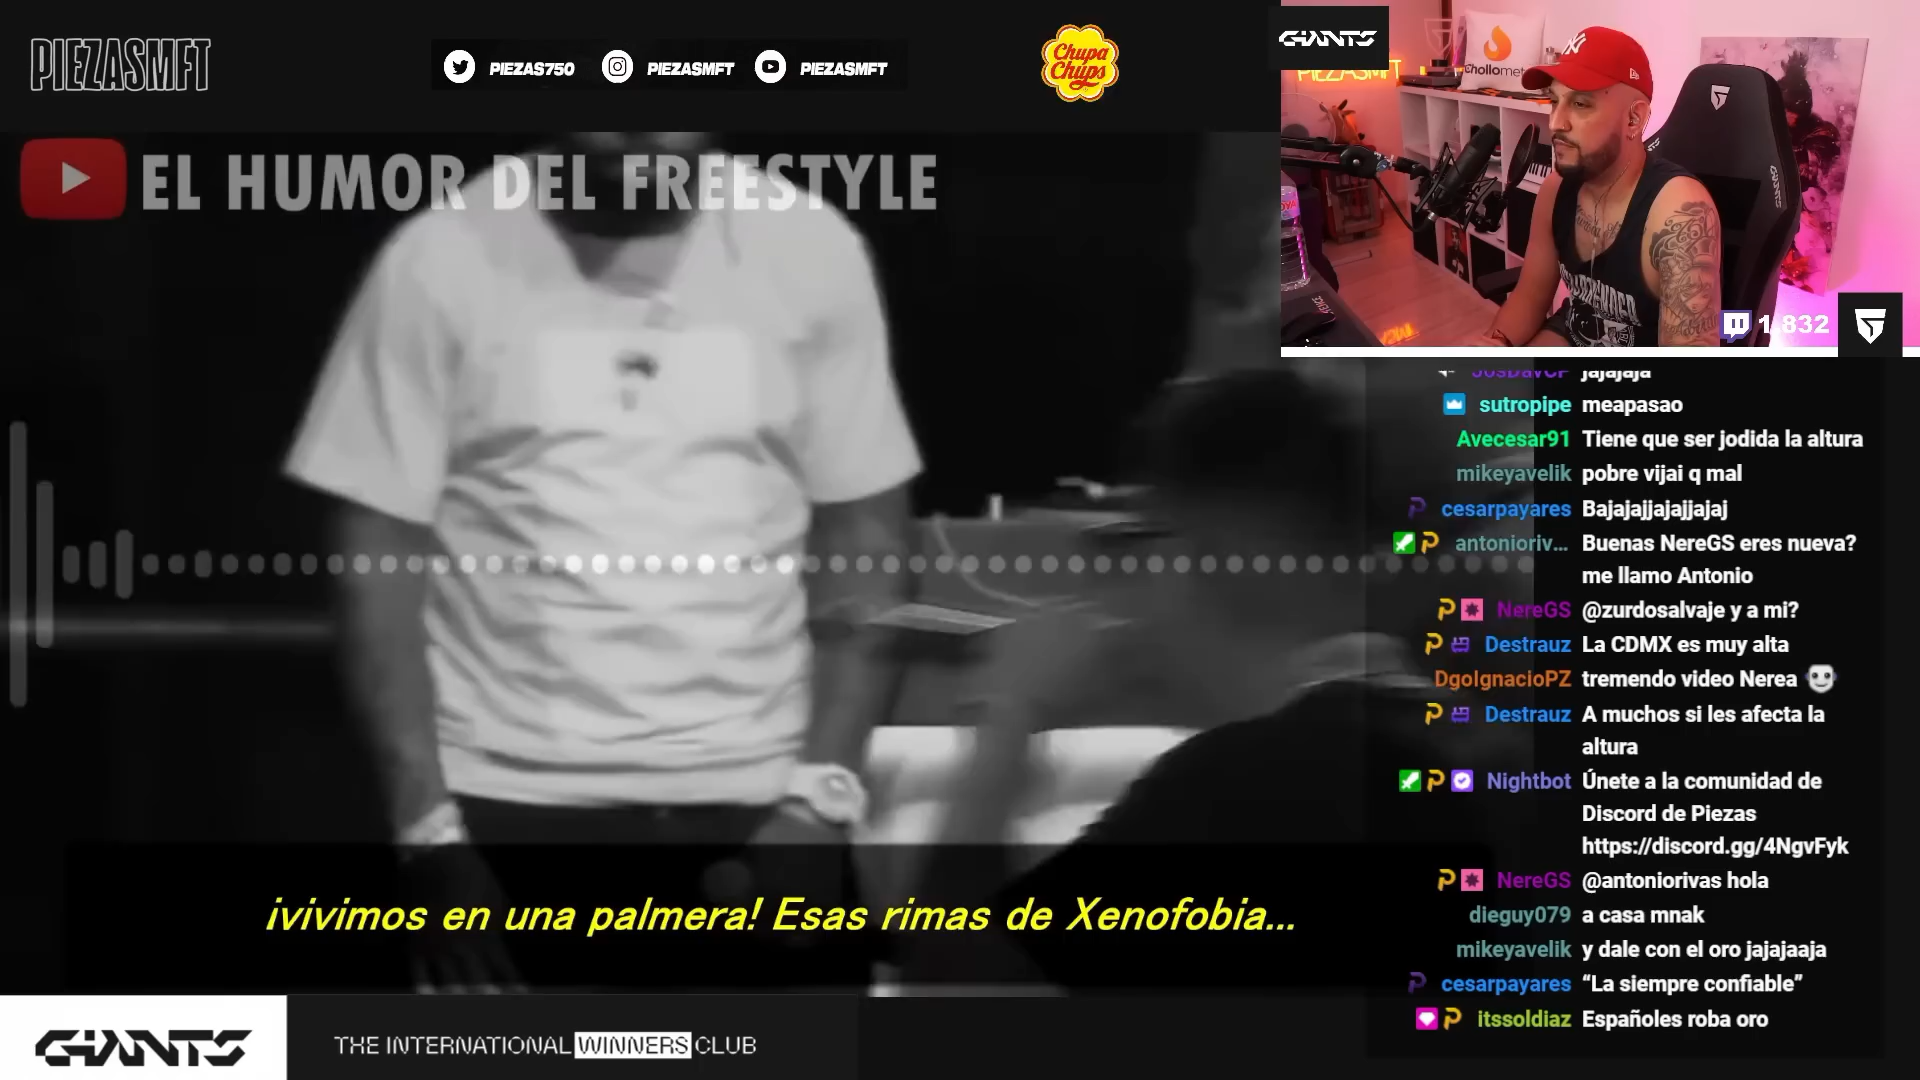 PIEZASMFT
PIEZAS750
PIEZASMFT
PIEZASMFT
Chupa
Chups
GIANTS
PIEZASMFT
chollomet
NY
1,832
EL HUMOR DEL FREESTYLE
JosDavCP jajajaja
sutropipe meapasao
Avecesar91 Tiene que ser jodida la altura
mikeyavelik pobre vijai q mal
cesarpayares Bajajajjajajjajaj
antonioriv... Buenas NereGS eres nueva?
me llamo Antonio
NereGS @zurdosalvaje y a mi?
Destrauz La CDMX es muy alta
DgoIgnacioPZ tremendo video Nerea
Destrauz A muchos si les afecta la
altura
Nightbot Únete a la comunidad de
Discord de Piezas
https://discord.gg/4NgvFyk
NereGS @antoniorivas hola
dieguy079 a casa mnak
mikeyavelik y dale con el oro jajajaaja
cesarpayares “La siempre confiable”
itssoldiaz Españoles roba oro
¡vivimos en una palmera! Esas rimas de Xenofobia...
GIANTS
THE INTERNATIONAL WINNERS CLUB